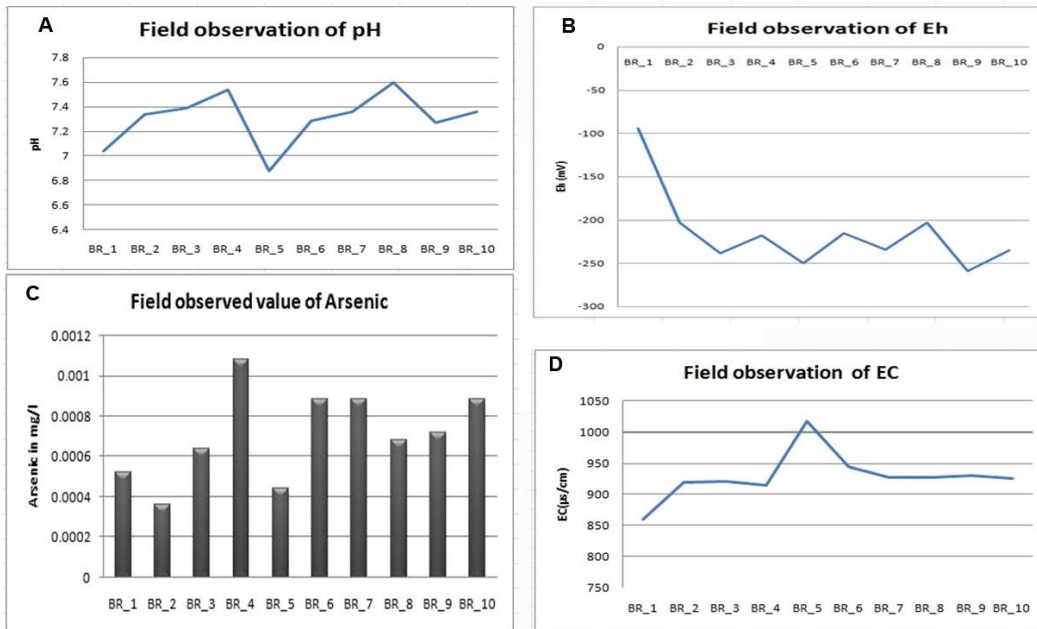 A
Field observation of pH
7.8
7.6
7.4
7.2
7
6.8
6.6
6.4
pH
BR_1 BR_2 BR_3 BR_4 BR_5 BR_6 BR_7 BR_8 BR_9 BR_10
B
Field observation of Eh
0
-50
-100
-150
-200
-250
-300
Eh (mV)
BR_1 BR_2 BR_3 BR_4 BR_5 BR_6 BR_7 BR_8 BR_9 BR_10
C
Field observed value of Arsenic
0.0012
0.001
0.0008
0.0006
0.0004
0.0002
0
Arsenic in mg/l
BR_1 BR_2 BR_3 BR_4 BR_5 BR_6 BR_7 BR_8 BR_9 BR_10
D
Field observation of EC
1050
1000
950
900
850
800
750
EC(µs/cm)
BR_1 BR_2 BR_3 BR_4 BR_5 BR_6 BR_7 BR_8 BR_9 BR_10